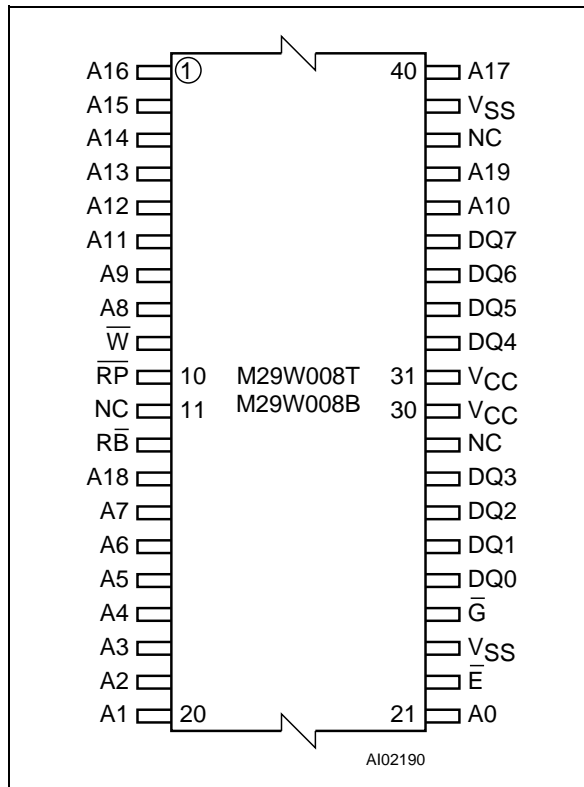 A16 ① 40 A17
A15 VSS
A14 NC
A13 A19
A12 A10
A11 DQ7
A9 DQ6
A8 DQ5
W̅ DQ4
R̅P̅ 10 M29W008T 31 VCC
NC 11 M29W008B 30 VCC
RB̅ NC
A18 DQ3
A7 DQ2
A6 DQ1
A5 DQ0
A4 G̅
A3 VSS
A2 E̅
A1 20 21 A0
AI02190